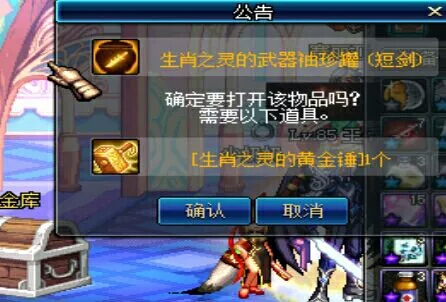 公告
生肖之灵的武器袖珍罐 (短剑)
确定要打开该物品吗?
需要以下道具。
Lv.85
[生肖之灵的黄金锤]1个
金库
确认
取消